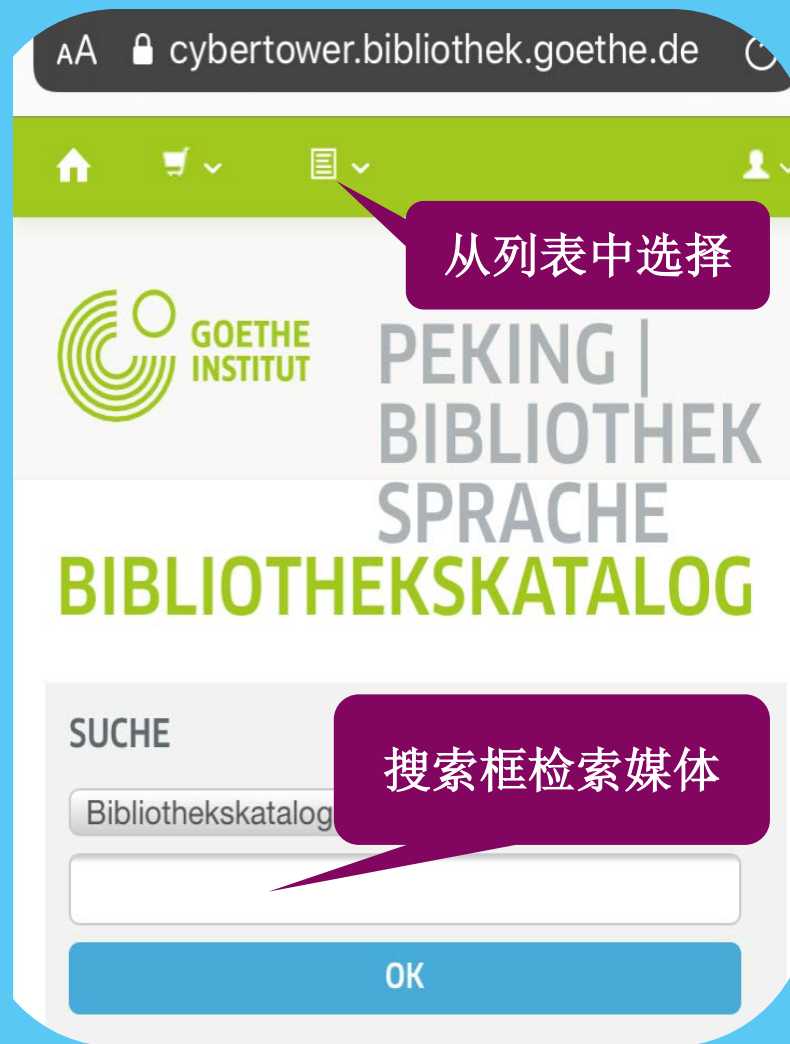 AA cybertower.bibliothek.goethe.de
从列表中选择
GOETHE
INSTITUT
PEKING |
BIBLIOTHEK
SPRACHE
BIBLIOTHEKSKATALOG
SUCHE
搜索框检索媒体
Bibliothekskatalog
OK